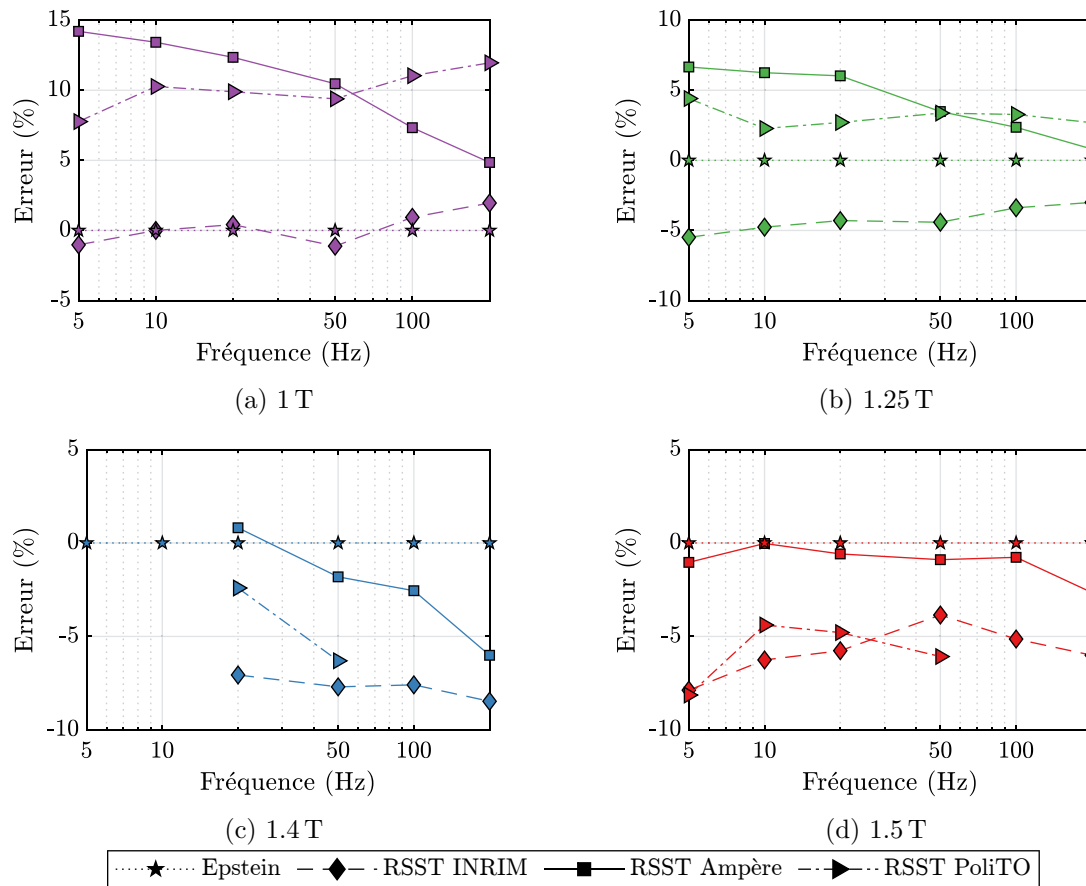 15
10
5
0
-5
Erreur (%)
5 10 50 100
Fréquence (Hz)
(a) 1 T
10
5
0
-5
-10
Erreur (%)
5 10 50 100
Fréquence (Hz)
(b) 1.25 T
5
0
-5
-10
Erreur (%)
5 10 50 100
Fréquence (Hz)
(c) 1.4 T
5
0
-5
-10
Erreur (%)
5 10 50 100
Fréquence (Hz)
(d) 1.5 T
Epstein RSST INRIM RSST Ampère RSST PoliTO